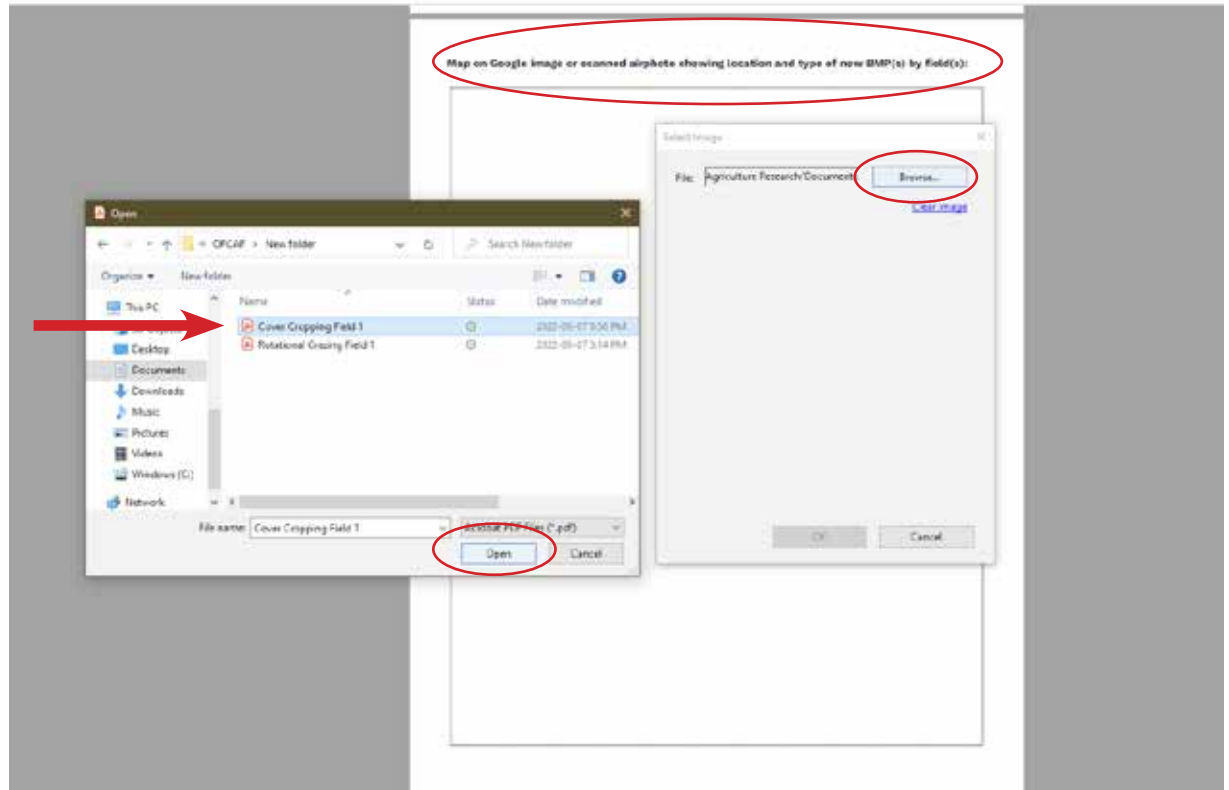 Map on Google image or scanned airphoto showing location and type of new BMP(s) by field(s):
Select Image
File: Agriculture Research/Documents
Browse...
Clear Image
Open
« OFCAF > New folder
Search New folder
Organize
New folder
Name
Status
Date modified
This PC
Desktop
Documents
Downloads
Music
Pictures
Videos
Windows (C:)
Network
Cover Cropping Field 1
Rotational Grazing Field 1
File name: Cover Cropping Field 1
Acrobat PDF Files (*.pdf)
Open
Cancel
OK
Cancel